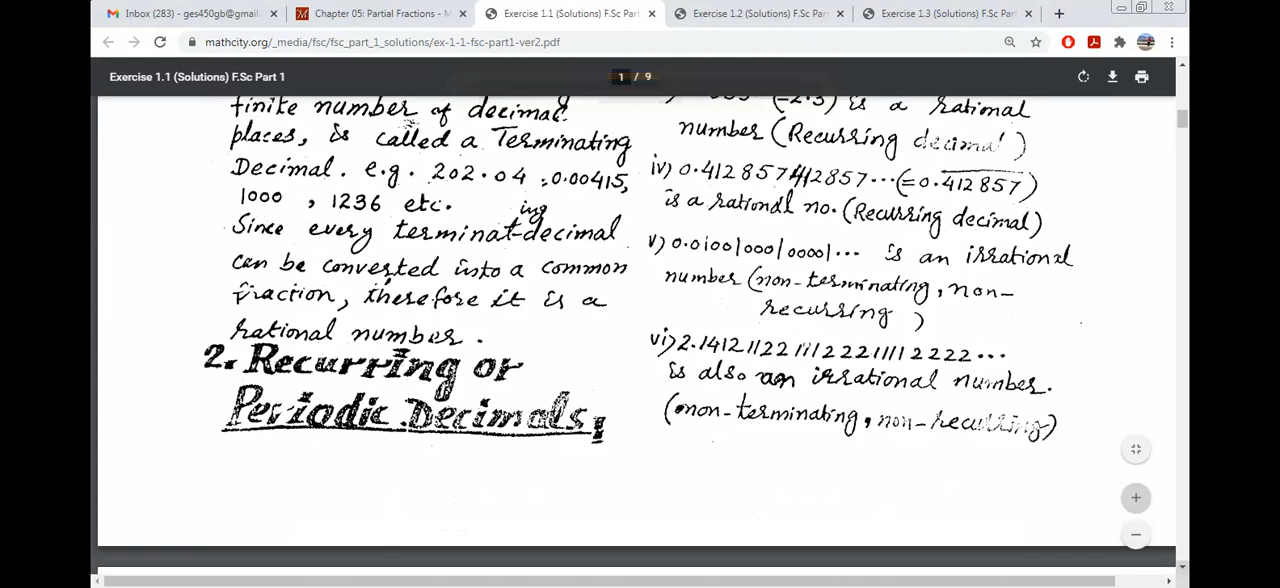 Inbox (283) - ges450gb@gmail.
Chapter 05: Partial Fractions - M
Exercise 1.1 (Solutions) F.Sc Part
Exercise 1.2 (Solutions) F.Sc Par
Exercise 1.3 (Solutions) F.Sc Par
mathcity.org/_media/fsc/fsc_part_1_solutions/ex-1-1-fsc-part1-ver2.pdf
Exercise 1.1 (Solutions) F.Sc Part 1
1 / 9
finite number of decimal
places, is called a Terminating
Decimal. e.g. 202.04, 0.00415,
1000, 1236 etc.
Since every terminat-ing decimal
can be converted into a common
fraction, therefore it is a
rational number.
2. Recurring or
Periodic Decimals:
(=2.3) is a rational
number (Recurring decimal)
iv) 0.412857412857... (=0.412857)
is a rational no. (Recurring decimal)
v) 0.01001000100001... is an irrational
number (non-terminating, non-
recurring)
vi) 2.1412112211122211112222...
is also an irrational number.
(non-terminating, non-recurring)